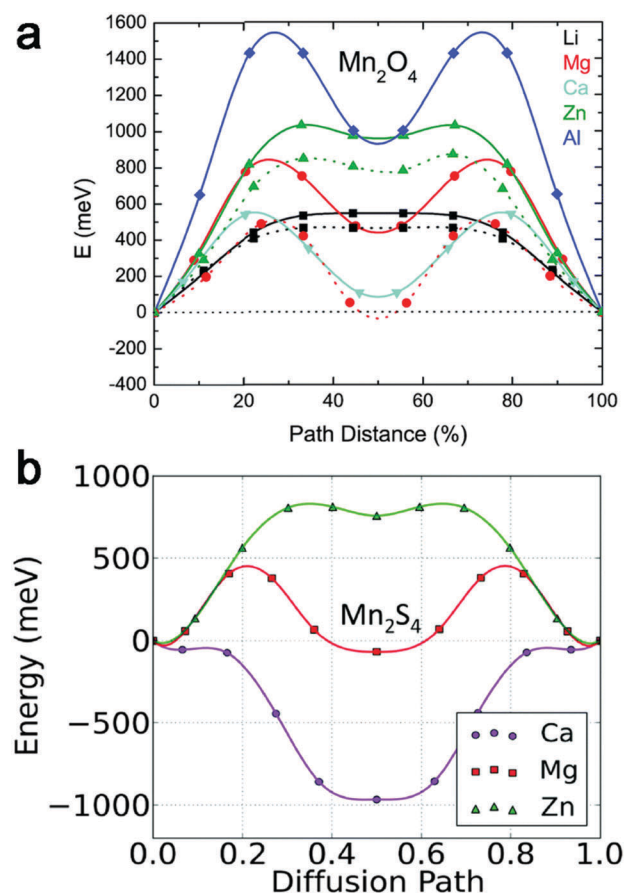 a
Mn2O4
Li
Mg
Ca
Zn
Al
E (meV)
1600
1400
1200
1000
800
600
400
200
0
-200
-400
0 20 40 60 80 100
Path Distance (%)
b
Energy (meV)
1000
500
0
−500
−1000
Mn2S4
Ca
Mg
Zn
0.0 0.2 0.4 0.6 0.8 1.0
Diffusion Path